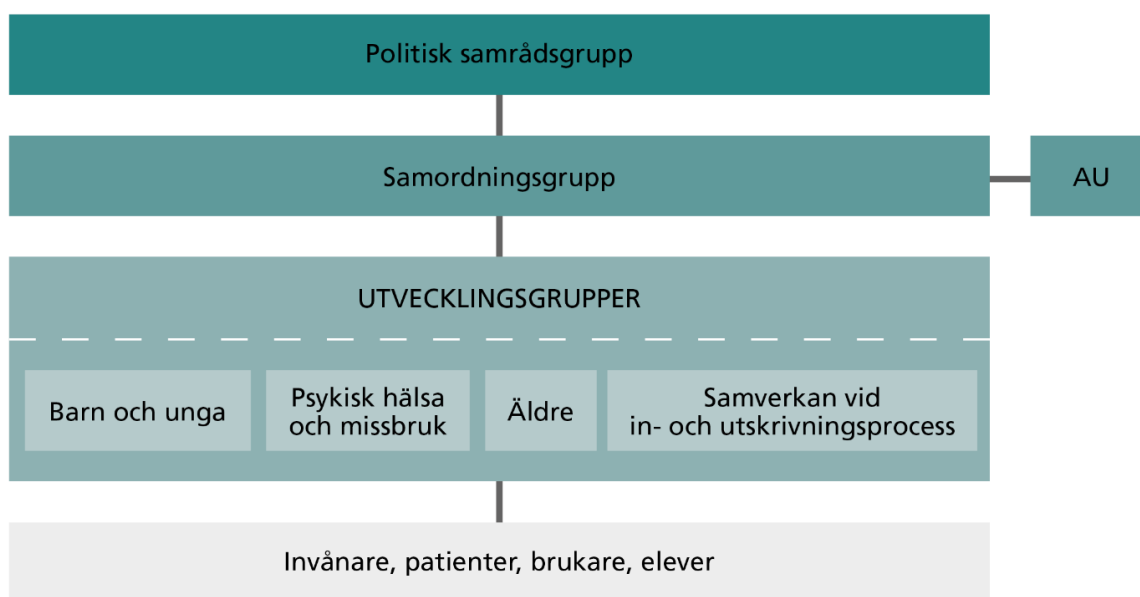 Politisk samrådsgrupp
Samordningsgrupp
AU
UTVECKLINGSGRUPPER
Barn och unga
Psykisk hälsa
och missbruk
Äldre
Samverkan vid
in- och utskrivningsprocess
Invånare, patienter, brukare, elever